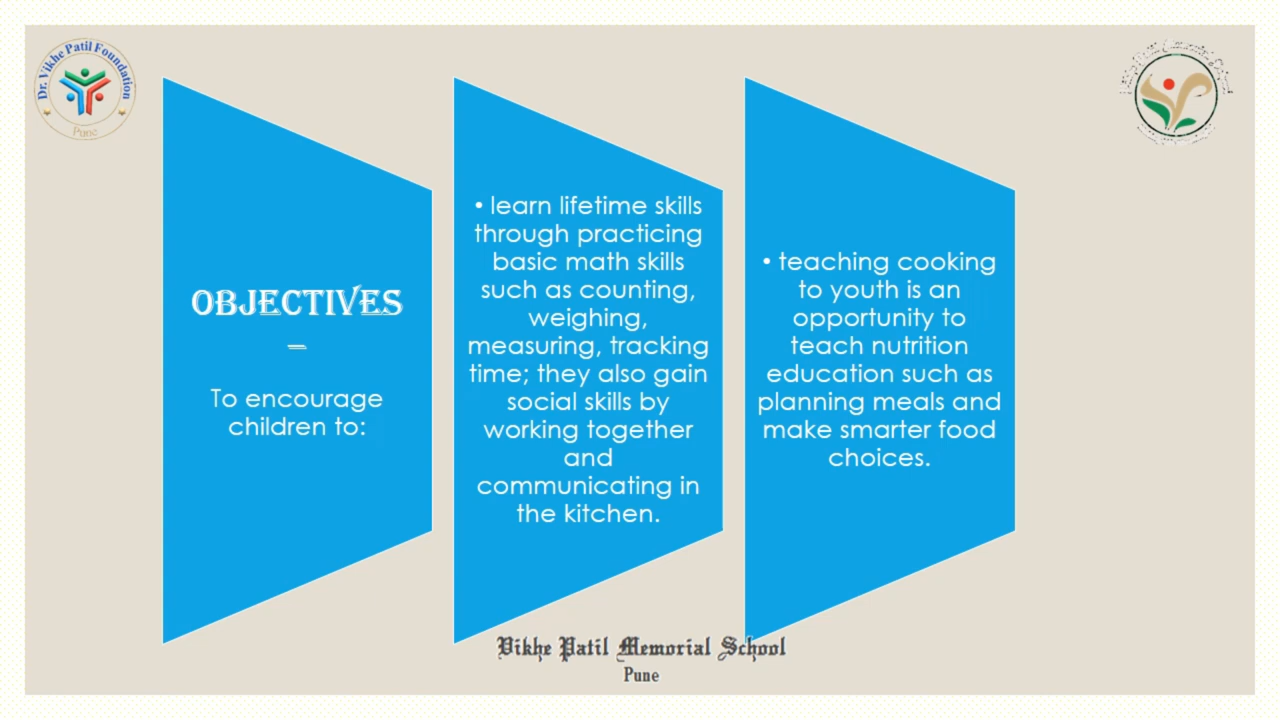 Dr. Vikhe Patil Foundation
Pune
OBJECTIVES
–
To encourage
children to:
• learn lifetime skills
through practicing
basic math skills
such as counting,
weighing,
measuring, tracking
time; they also gain
social skills by
working together
and
communicating in
the kitchen.
• teaching cooking
to youth is an
opportunity to
teach nutrition
education such as
planning meals and
make smarter food
choices.
Vikhe Patil Memorial School
Pune